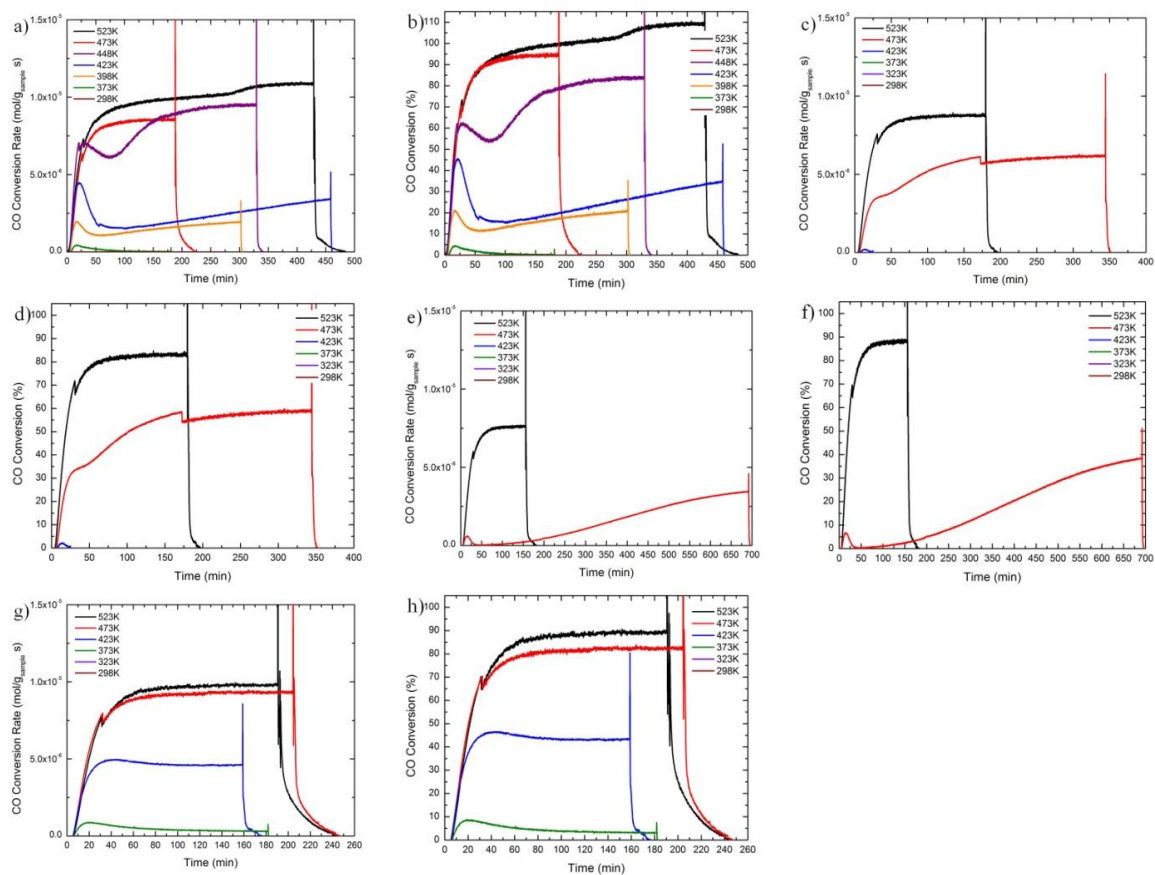 a)
CO Conversion Rate (mol/g_sample s)
1.5x10⁻⁵
1.0x10⁻⁵
5.0x10⁻⁶
0.0
523K
473K
448K
423K
398K
373K
298K
0 50 100 150 200 250 300 350 400 450 500
Time (min)
b)
CO Conversion (%)
110
100
90
80
70
60
50
40
30
20
10
0
523K
473K
448K
423K
398K
373K
298K
0 50 100 150 200 250 300 350 400 450 500
Time (min)
c)
CO Conversion Rate (mol/g_sample s)
1.5x10⁻⁵
1.0x10⁻⁵
5.0x10⁻⁶
0.0
523K
473K
423K
373K
323K
298K
0 50 100 150 200 250 300 350 400
Time (min)
d)
CO Conversion (%)
100
90
80
70
60
50
40
30
20
10
0
523K
473K
423K
373K
323K
298K
0 50 100 150 200 250 300 350 400
Time (min)
e)
CO Conversion Rate (mol/g_sample s)
1.5x10⁻⁵
1.0x10⁻⁵
5.0x10⁻⁶
0.0
523K
473K
423K
373K
323K
298K
0 50 100 150 200 250 300 350 400 450 500 550 600 650 700
Time (min)
f)
CO Conversion (%)
100
90
80
70
60
50
40
30
20
10
0
523K
473K
423K
373K
323K
298K
0 50 100 150 200 250 300 350 400 450 500 550 600 650 700
Time (min)
g)
CO Conversion Rate (mol/g_sample s)
1.5x10⁻⁵
1.0x10⁻⁵
5.0x10⁻⁶
0.0
523K
473K
423K
373K
323K
298K
0 20 40 60 80 100 120 140 160 180 200 220 240 260
Time (min)
h)
CO Conversion (%)
100
90
80
70
60
50
40
30
20
10
0
523K
473K
423K
373K
323K
298K
0 20 40 60 80 100 120 140 160 180 200 220 240 260
Time (min)